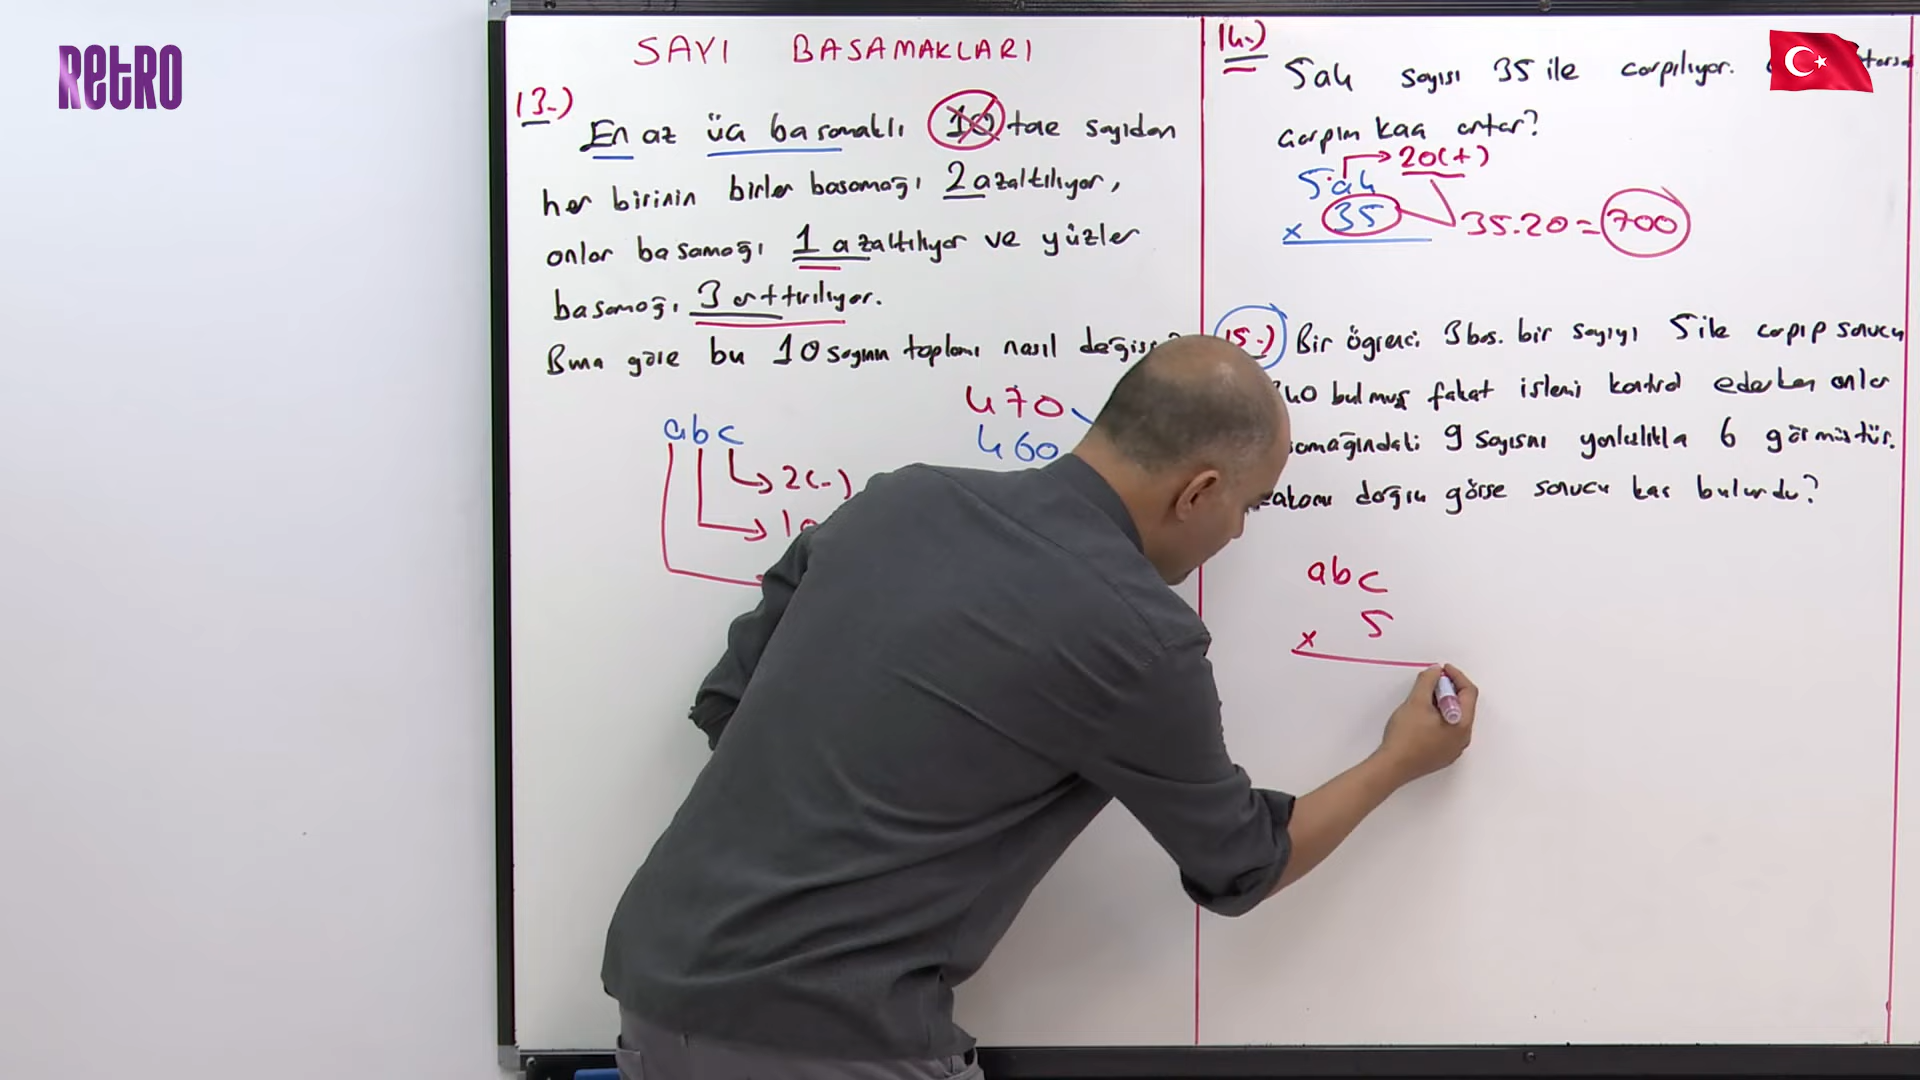 RETRO
SAYI BASAMAKLARI
13-)
En az üç basamaklı 10 tane sayıdan
her birinin birler basamağı 2 azaltılıyor,
onlar basamağı 1 azaltılıyor ve yüzler
basamağı 3 arttırılıyor.
Buna göre bu 10 sayının toplamı nasıl
abc
2(-)
470
460
14-)
5a4 sayısı 35 ile çarpılıyor.
çarpım kaç artar?
20(+)
5a4
x 35
35.20=700
15-) Bir öğrenci 3 bas. bir sayıyı 5 ile çarpıp sonucu
40 bulmuş fakat işlemi kontrol ederken onlar
9 sayısını yanlışlıkla 6 görmüştür.
doğru görse sonucu kaç bulurdu?
abc
5
x